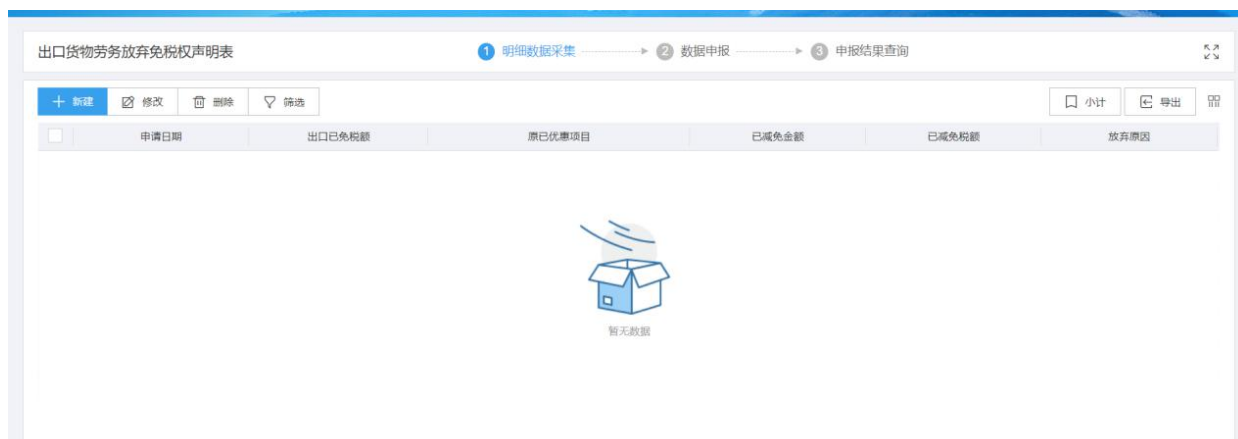 出口货物劳务放弃免税权声明表 1 明细数据采集 2 数据申报 3 申报结果查询
新建 修改 删除 筛选 小计 导出
申请日期 出口已免税额 原已优惠项目 已减免金额 已减免税额 放弃原因
暂无数据